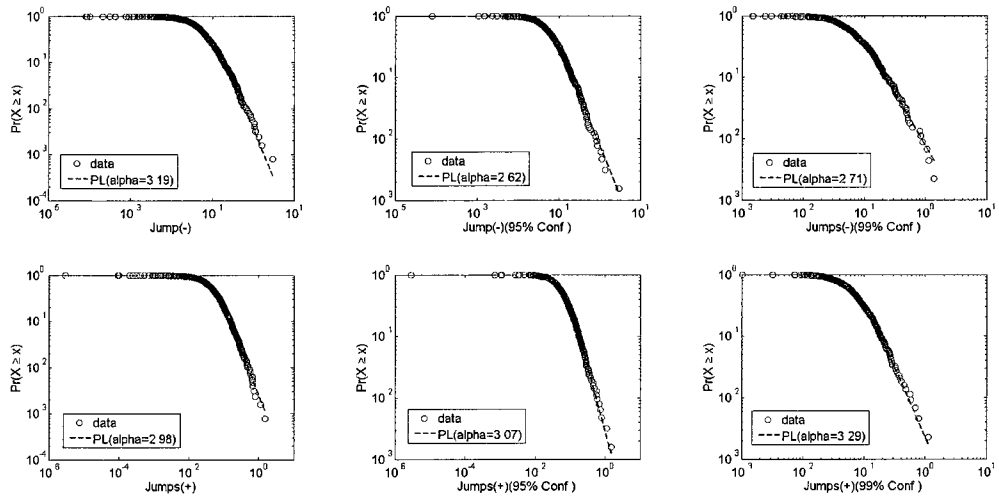 10^0
10^1
10^2
10^3
10^4
Pr(X ≥ x)
data
PL(alpha=3 19)
10^5 10^3 10^1 10^1
Jump(-)
10^0
10^1
10^2
10^3
Pr(X ≥ x)
data
PL(alpha=2 62)
10^5 10^3 10^1 10^1
Jump(-)(95% Conf )
10^0
10^1
10^2
10^3
Pr(X ≥ x)
data
PL(alpha=2 71)
10^3 10^2 10^1 10^0 10^1
Jumps(-)(99% Conf )
10^0
10^1
10^2
10^3
10^4
Pr(X ≥ x)
data
PL(alpha=2 98)
10^6 10^4 10^2 10^0
Jumps(+)
10^0
10^1
10^2
10^3
Pr(X ≥ x)
data
PL(alpha=3 07)
10^6 10^4 10^2 10^0
Jumps(+)(95% Conf )
10^0
10^1
10^2
10^3
Pr(X ≥ x)
data
PL(alpha=3 29)
10^3 10^2 10^1 10^0 10^1
Jumps(+)(99% Conf )